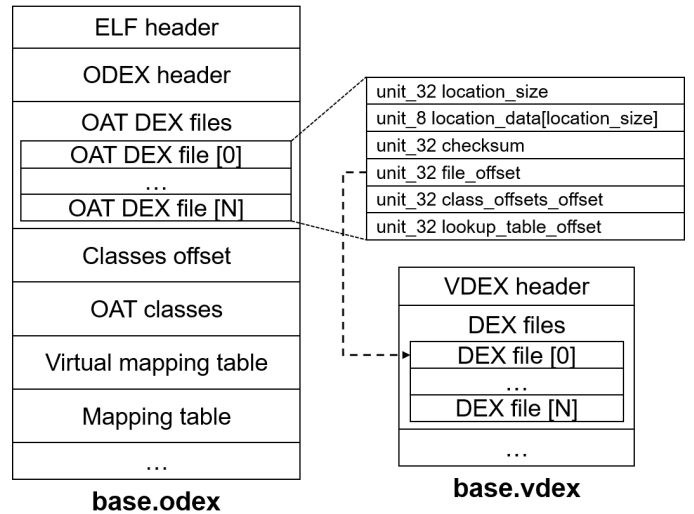 ELF header
ODEX header
OAT DEX files
OAT DEX file [0]
...
OAT DEX file [N]
Classes offset
OAT classes
Virtual mapping table
Mapping table
...
base.odex
unit_32 location_size
unit_8 location_data[location_size]
unit_32 checksum
unit_32 file_offset
unit_32 class_offsets_offset
unit_32 lookup_table_offset
VDEX header
DEX files
DEX file [0]
...
DEX file [N]
...
base.vdex